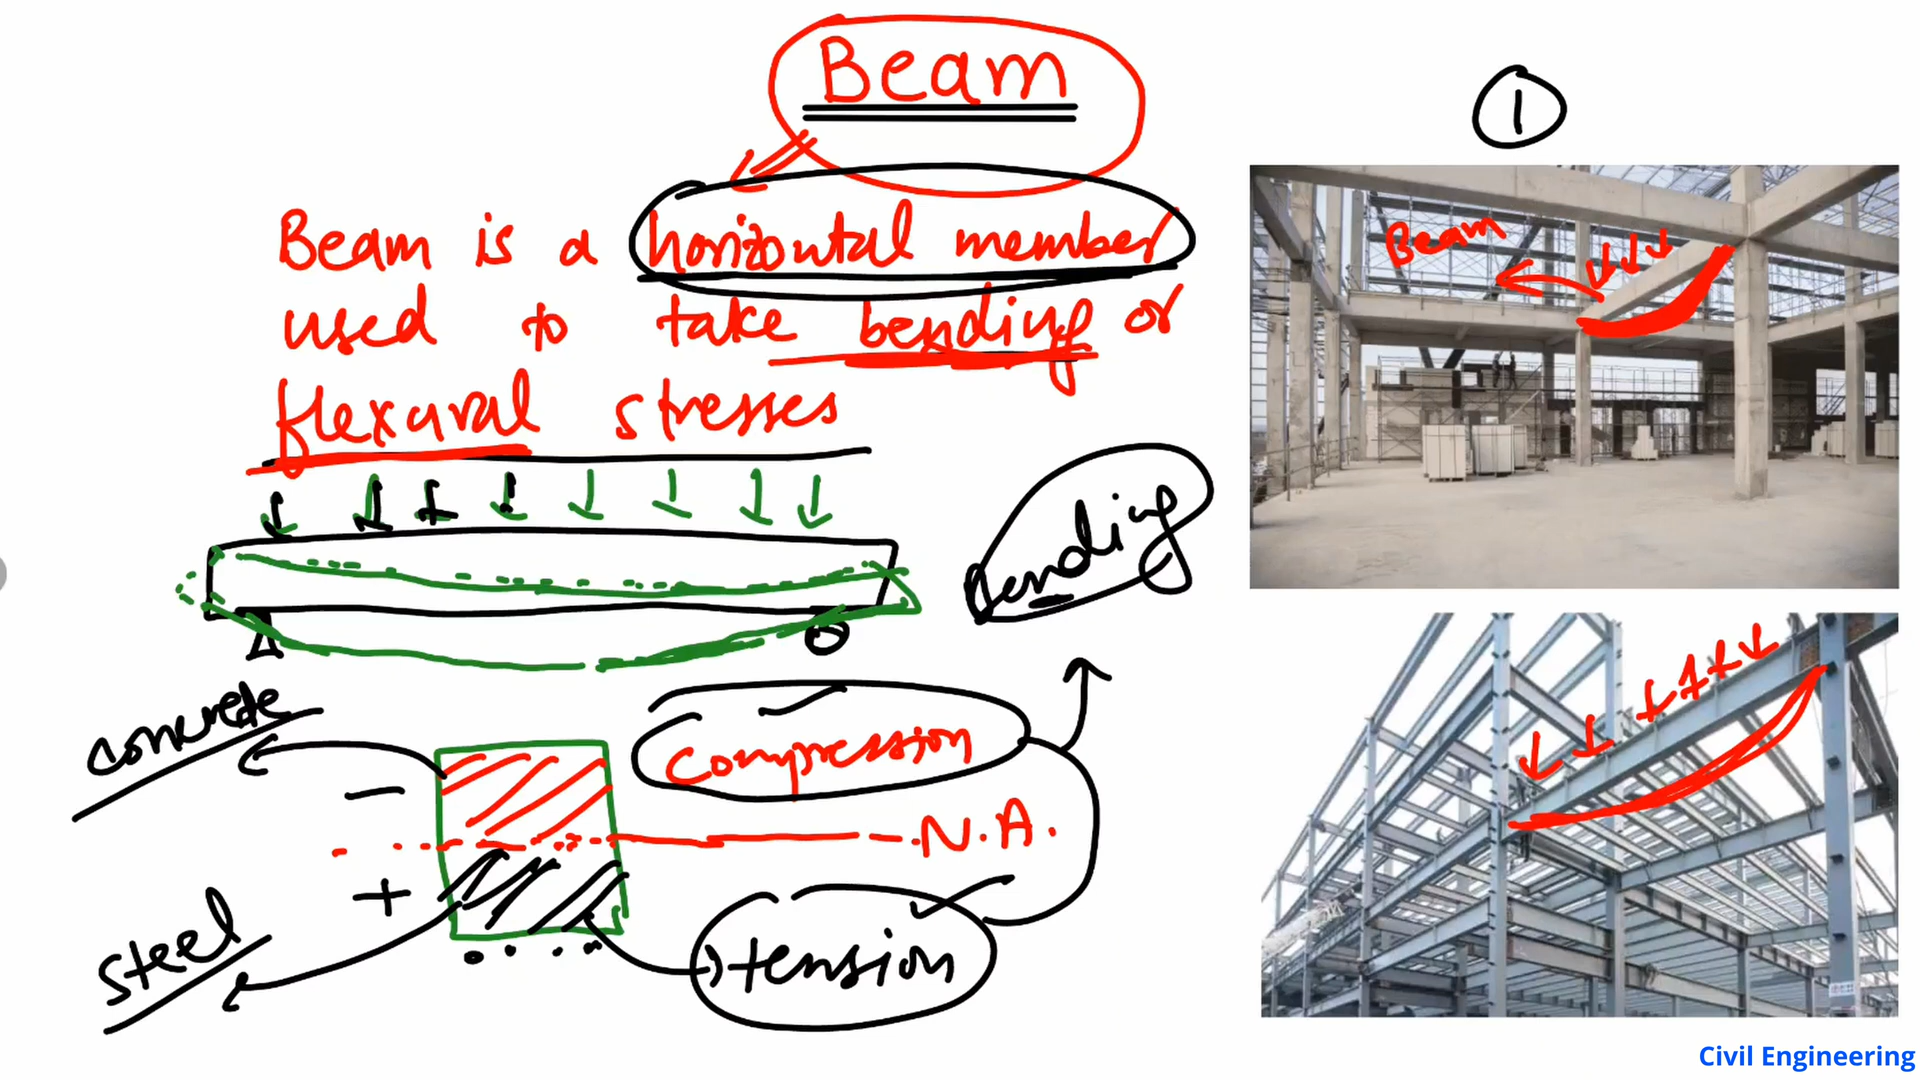 Beam
1
Beam is a horizontal member
used to take bending or
flexural stresses
Beam
bending
concrete
compression
-
N.A.
+
steel
tension
Civil Engineering